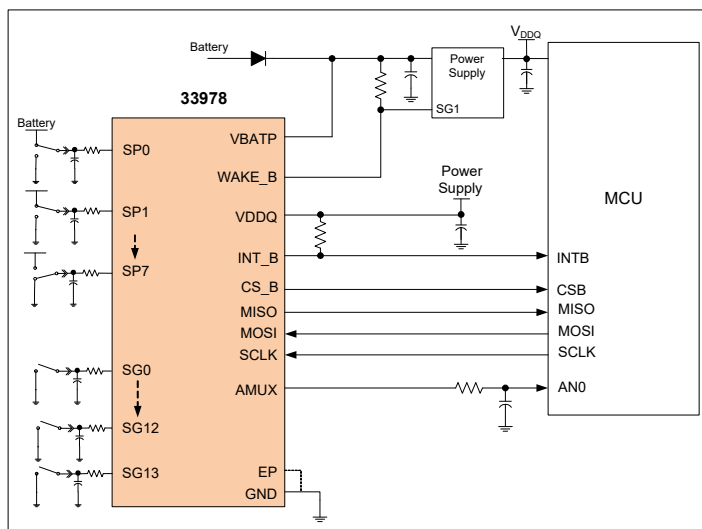 V_DDQ
Battery
Power
Supply
SG1
33978
Battery
SP0
SP1
SP7
SG0
SG12
SG13
VBATP
WAKE_B
VDDQ
INT_B
CS_B
MISO
MOSI
SCLK
AMUX
EP
GND
Power
Supply
MCU
INTB
CSB
MISO
MOSI
SCLK
AN0